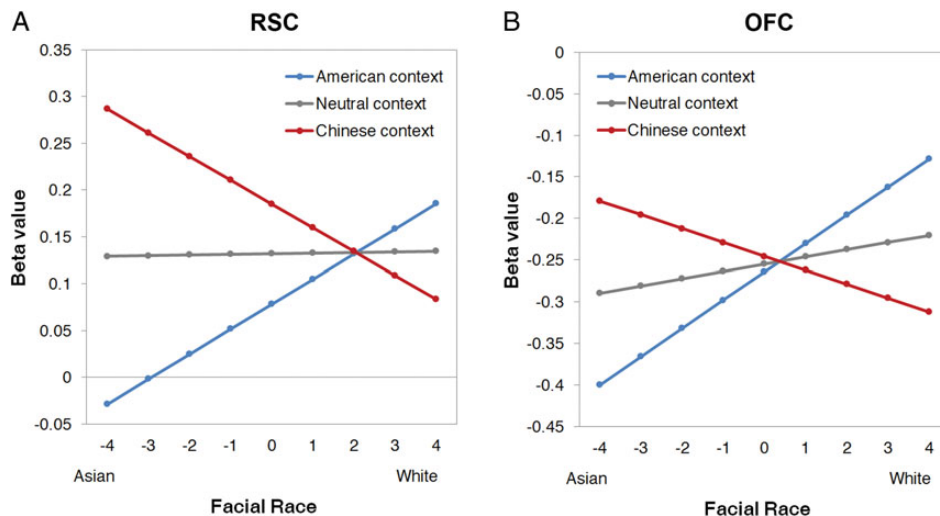 A
RSC
Beta value
0.35
0.3
0.25
0.2
0.15
0.1
0.05
0
-0.05
American context
Neutral context
Chinese context
-4 -3 -2 -1 0 1 2 3 4
Asian White
Facial Race
B
OFC
Beta value
0
-0.05
-0.1
-0.15
-0.2
-0.25
-0.3
-0.35
-0.4
-0.45
American context
Neutral context
Chinese context
-4 -3 -2 -1 0 1 2 3 4
Asian White
Facial Race